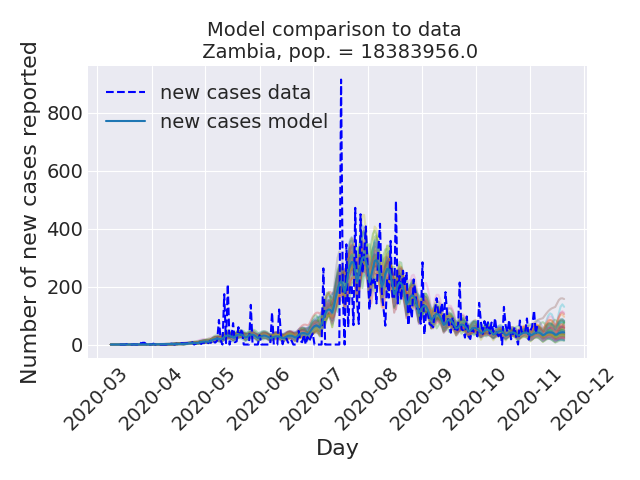 Model comparison to data
Zambia, pop. = 18383956.0
Number of new cases reported
800
600
400
200
0
new cases data
new cases model
2020-03
2020-04
2020-05
2020-06
2020-07
2020-08
2020-09
2020-10
2020-11
2020-12
Day